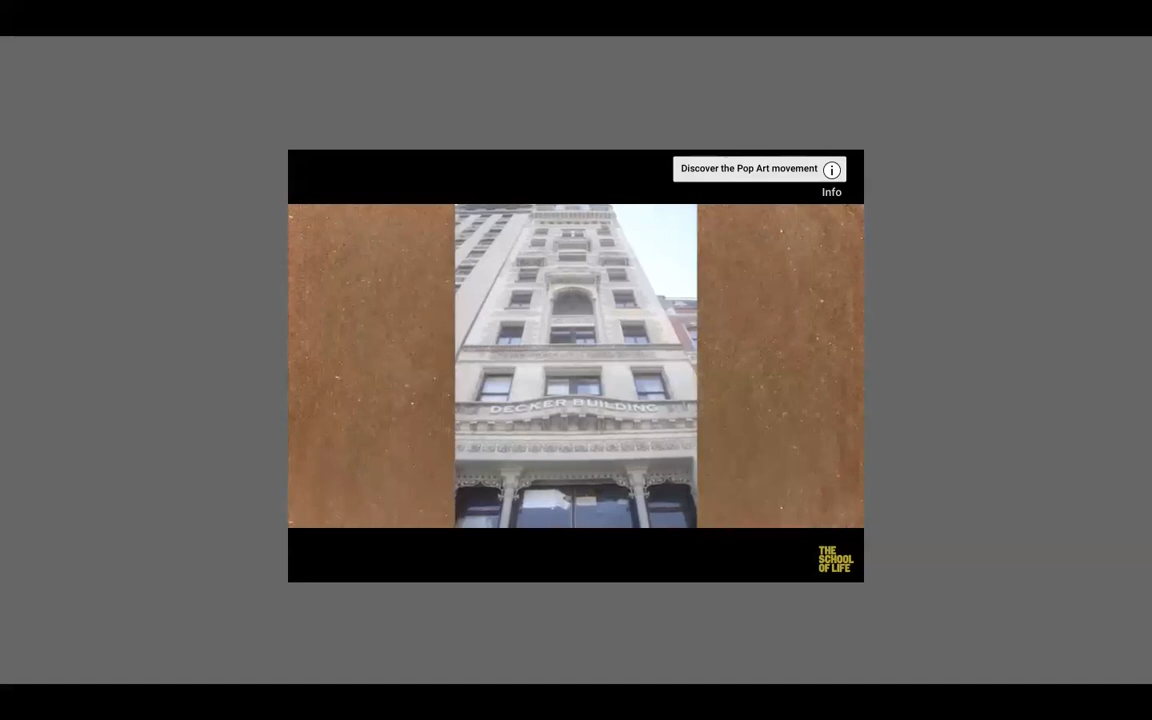 Discover the Pop Art movement
i
Info
DECKER BUILDING
THE
SCHOOL
OF LIFE